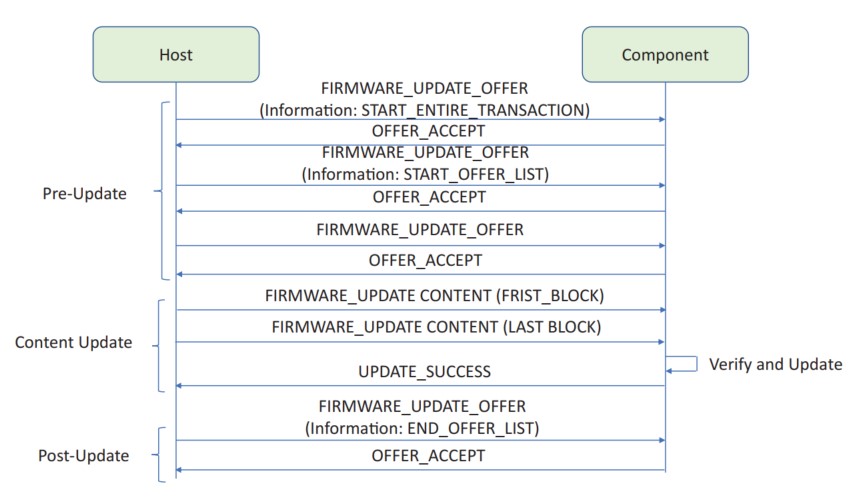 Host
Component
FIRMWARE_UPDATE_OFFER
(Information: START_ENTIRE_TRANSACTION)
OFFER_ACCEPT
FIRMWARE_UPDATE_OFFER
(Information: START_OFFER_LIST)
Pre-Update
OFFER_ACCEPT
FIRMWARE_UPDATE_OFFER
OFFER_ACCEPT
FIRMWARE_UPDATE CONTENT (FRIST_BLOCK)
FIRMWARE_UPDATE CONTENT (LAST BLOCK)
Content Update
Verify and Update
UPDATE_SUCCESS
FIRMWARE_UPDATE_OFFER
(Information: END_OFFER_LIST)
Post-Update
OFFER_ACCEPT